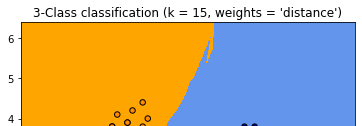 3-Class classification (k = 15, weights = 'distance')
6
5
4